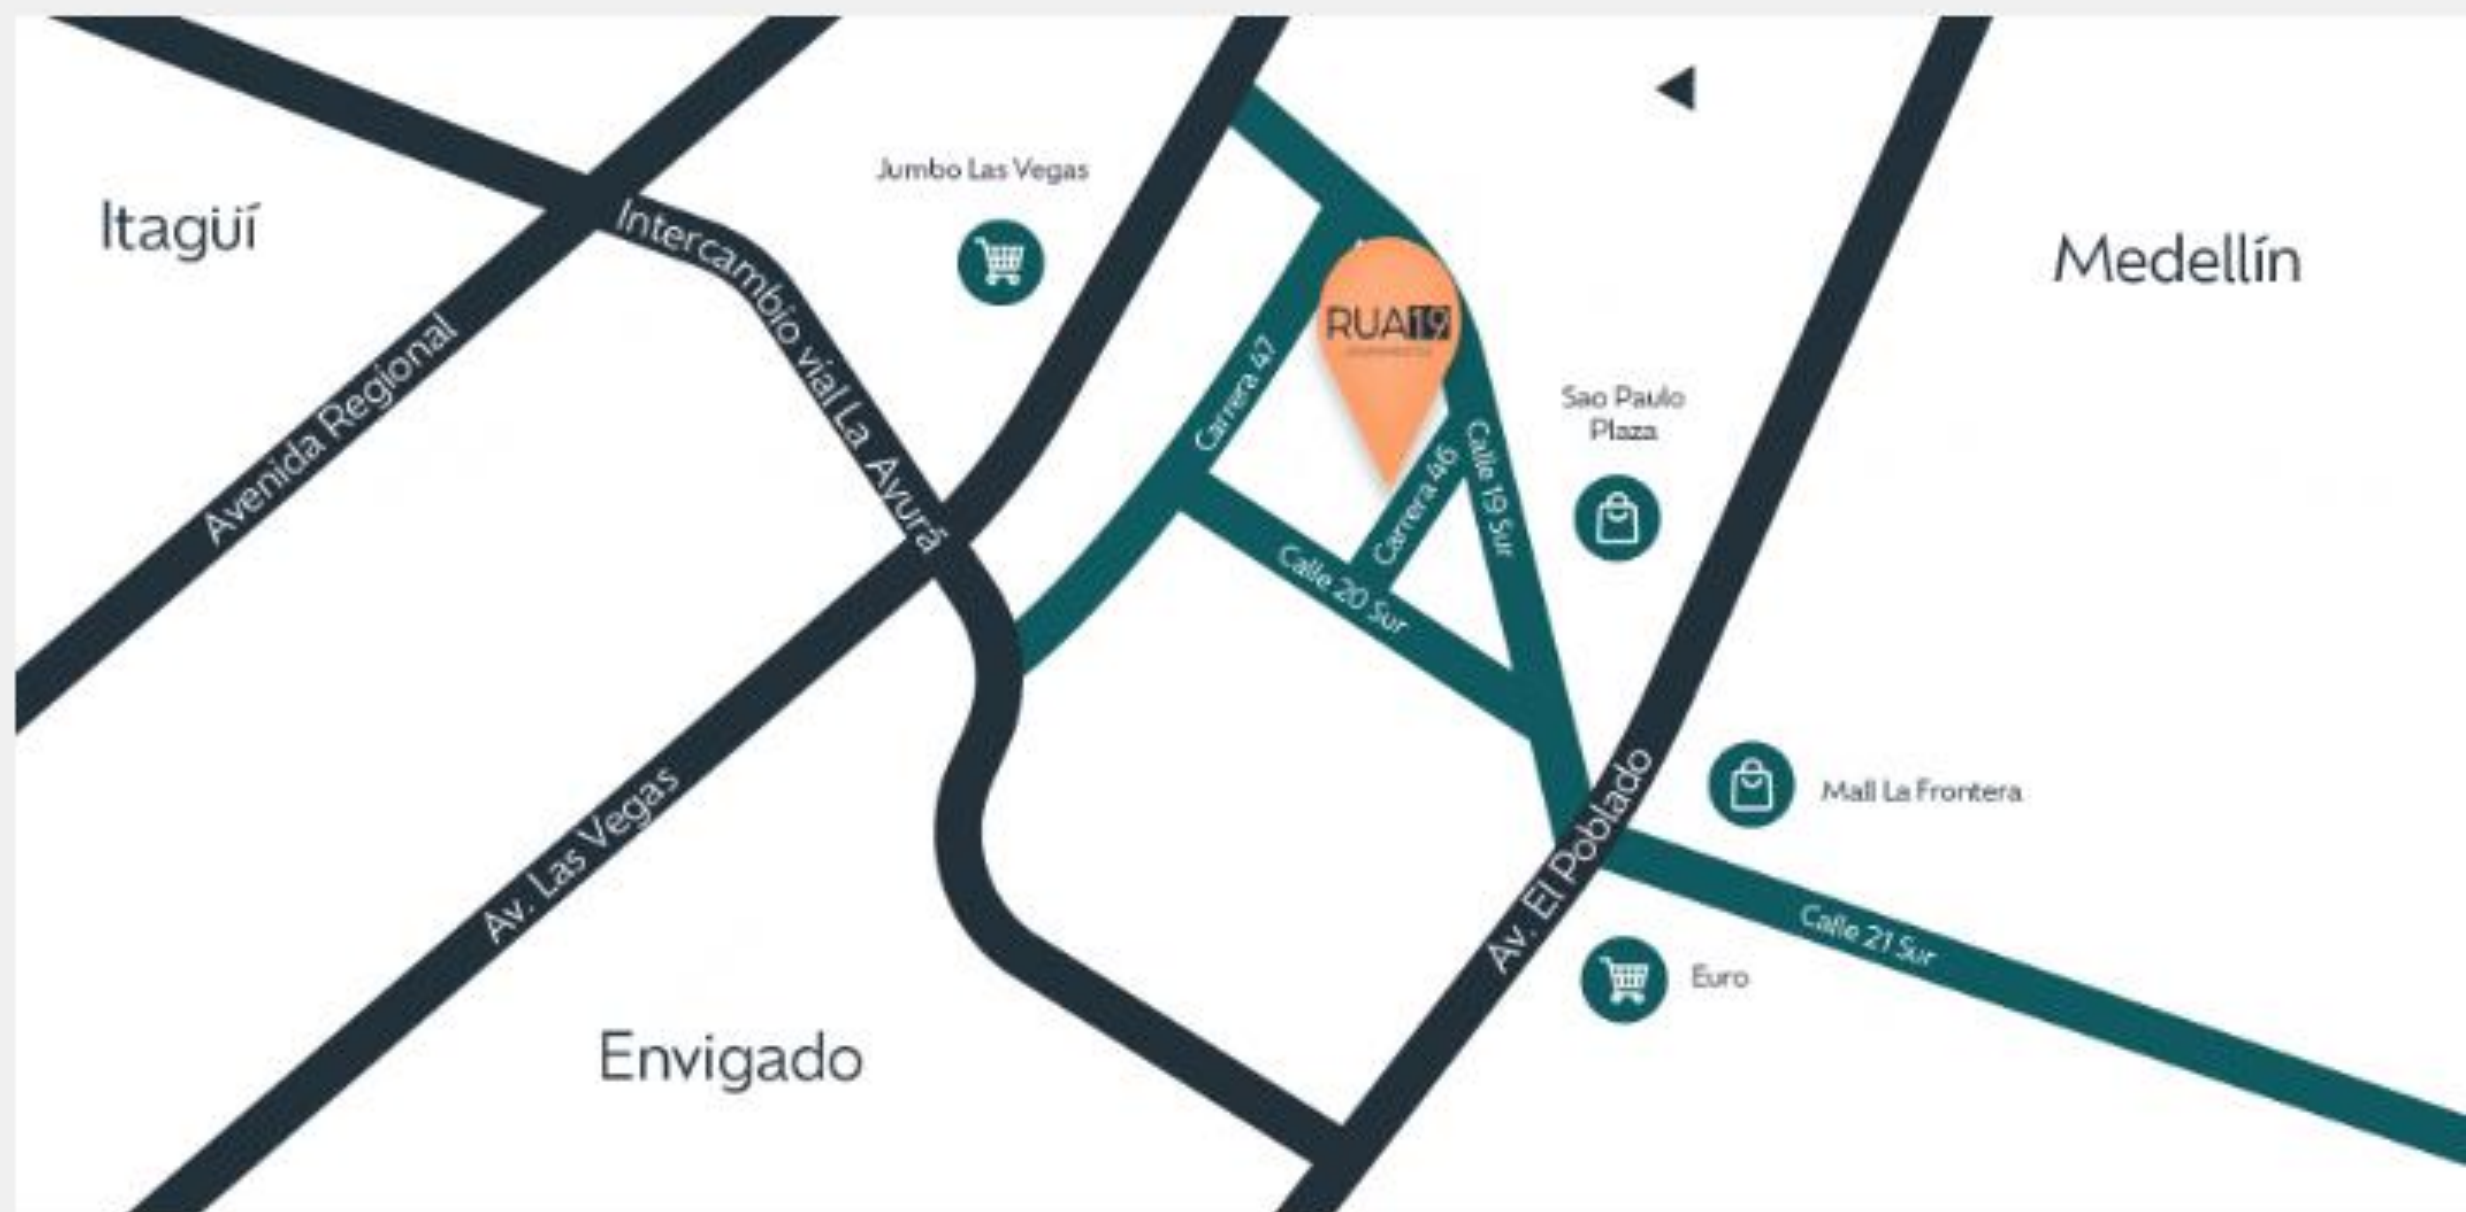 Itagüí
Avenida Regional
Intercambio vial La Ayurá
Jumbo Las Vegas
Av. Las Vegas
Envigado
Carrera 47
RUA19
Carrera 46
Calle 19 Sur
Calle 20 Sur
Sao Paulo
Plaza
Medellín
Mall La Frontera
Av. El Poblado
Calle 21 Sur
Euro